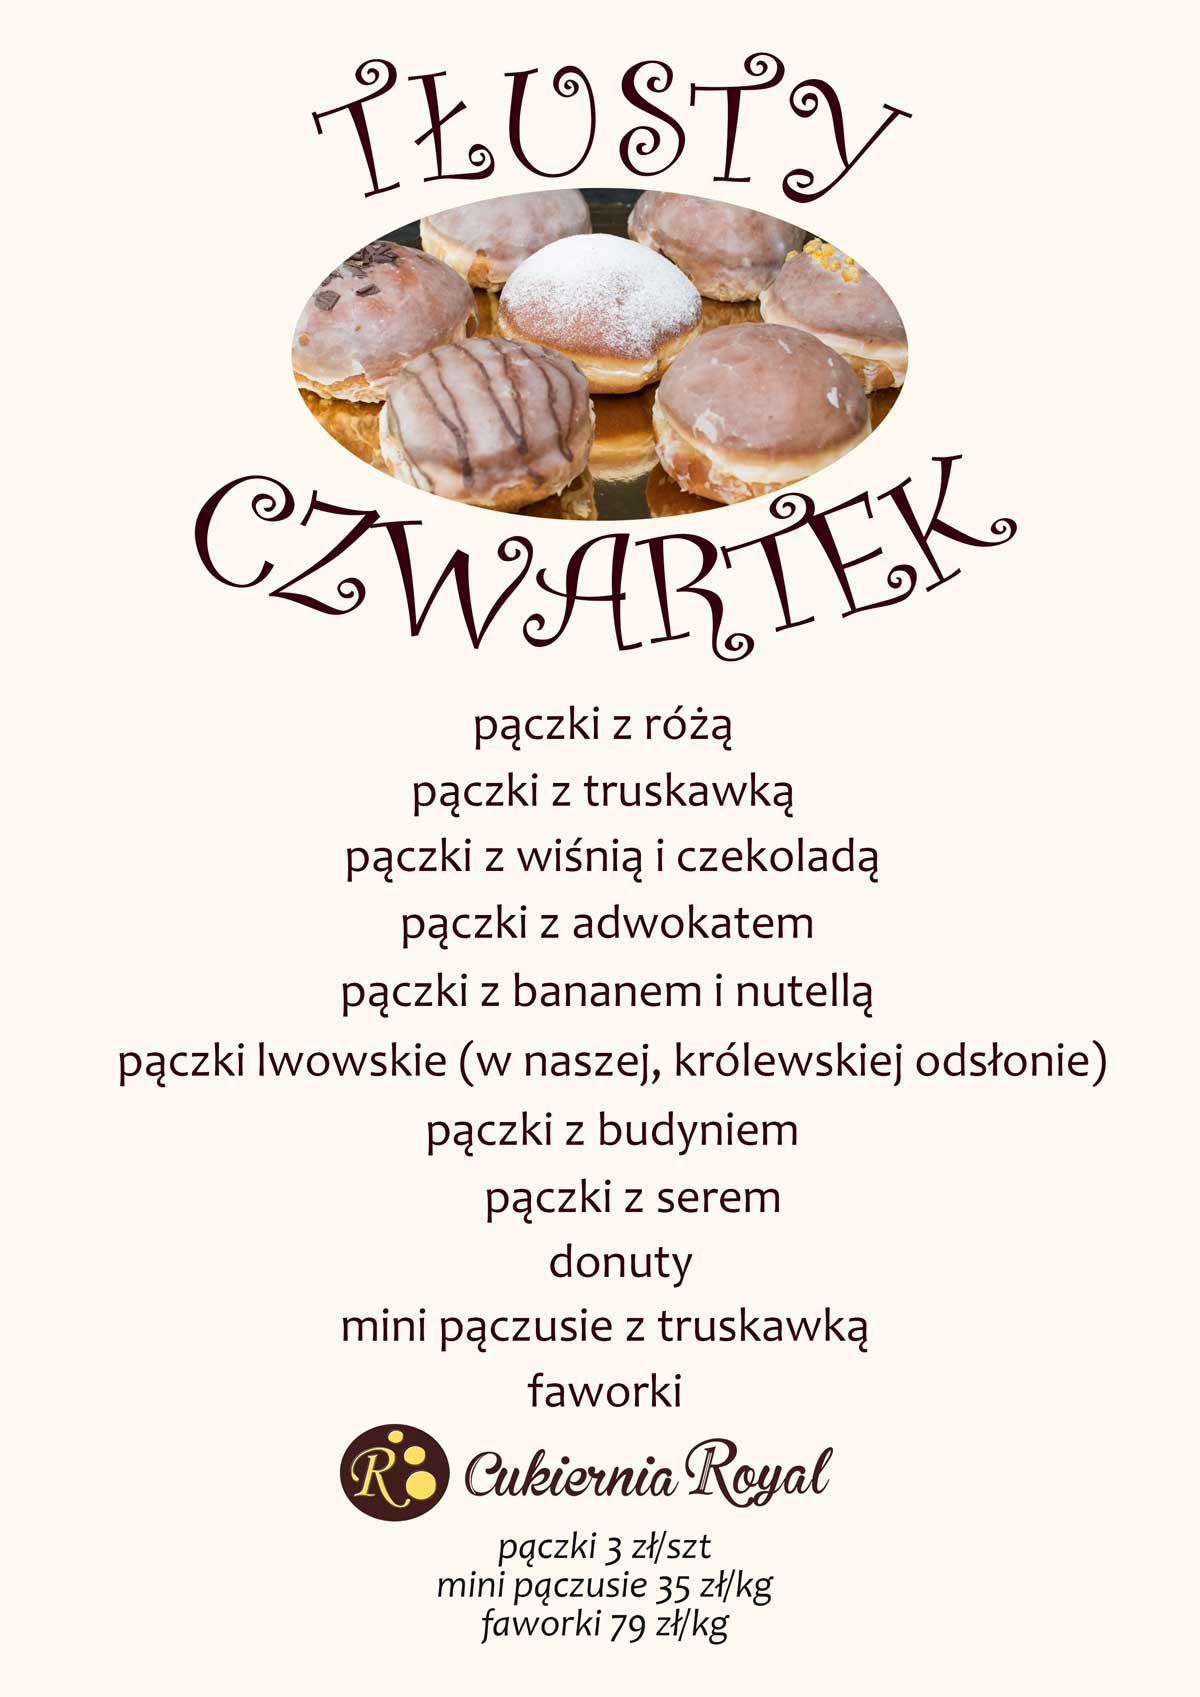 TŁUSTY
CZWARTEK
pączki z różą
pączki z truskawką
pączki z wiśnią i czekoladą
pączki z adwokatem
pączki z bananem i nutellą
pączki lwowskie (w naszej, królewskiej odsłonie)
pączki z budyniem
pączki z serem
donuty
mini pączusie z truskawką
faworki
R Cukiernia Royal
pączki 3 zł/szt
mini pączusie 35 zł/kg
faworki 79 zł/kg